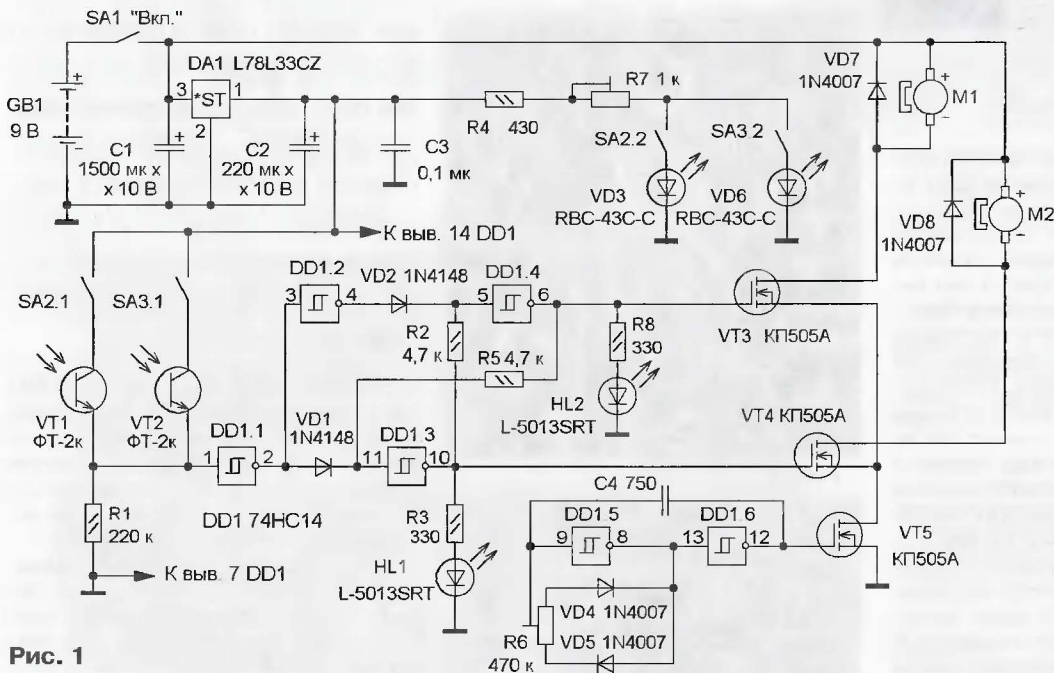 SA1 "Вкл."
DA1 L78L33CZ
3
*ST
1
2
GB1
9 В
C1
1500 мк х
х 10 В
C2
220 мк х
х 10 В
C3
0,1 мк
R4 430
R7 1 к
SA2.2
SA3.2
VD3
RBC-43C-C
VD6
RBC-43C-C
VD7
1N4007
M1
VD8
1N4007
M2
К выв. 14 DD1
SA2.1
SA3.1
VT1
ФТ-2к
VT2
ФТ-2к
R1
220 к
К выв. 7 DD1
1
DD1.1
2
DD1 74HC14
DD1.2
3
4
VD2 1N4148
DD1.4
5
6
R2
4,7 к
R5 4,7 к
VD1
1N4148
11
DD1.3
10
R3
330
HL1
L-5013SRT
R8
330
HL2
L-5013SRT
VT3 КП505А
VT4 КП505А
C4 750
DD1.5
9
8
DD1.6
13
12
VT5
КП505А
VD4 1N4007
VD5 1N4007
R6
470 к
Рис. 1